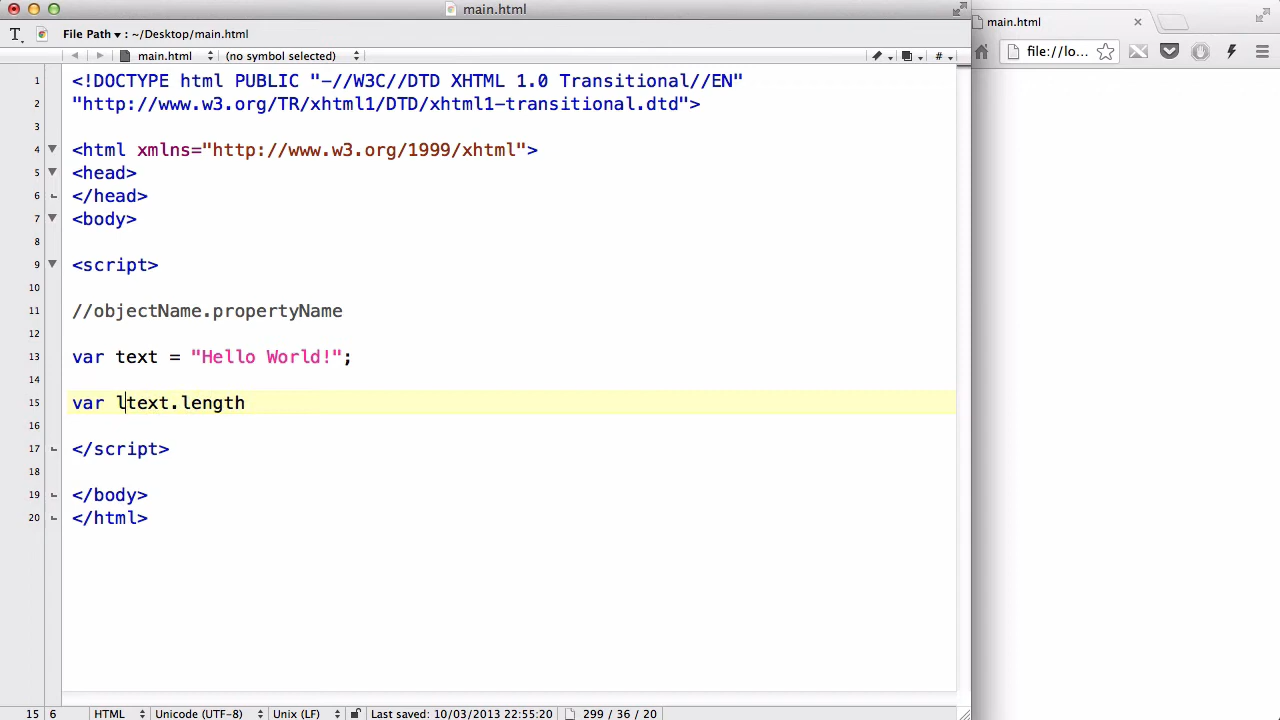 main.html
main.html
File Path ▾ : ~/Desktop/main.html
file://lo...
main.html
(no symbol selected)
#
1 <!DOCTYPE html PUBLIC "-//W3C//DTD XHTML 1.0 Transitional//EN"
2 "http://www.w3.org/TR/xhtml1/DTD/xhtml1-transitional.dtd">
3
4 <html xmlns="http://www.w3.org/1999/xhtml">
5 <head>
6 </head>
7 <body>
8
9 <script>
10
11 //objectName.propertyName
12
13 var text = "Hello World!";
14
15 var ltext.length
16
17 </script>
18
19 </body>
20 </html>
15 6 HTML Unicode (UTF-8) Unix (LF) Last saved: 10/03/2013 22:55:20 299 / 36 / 20